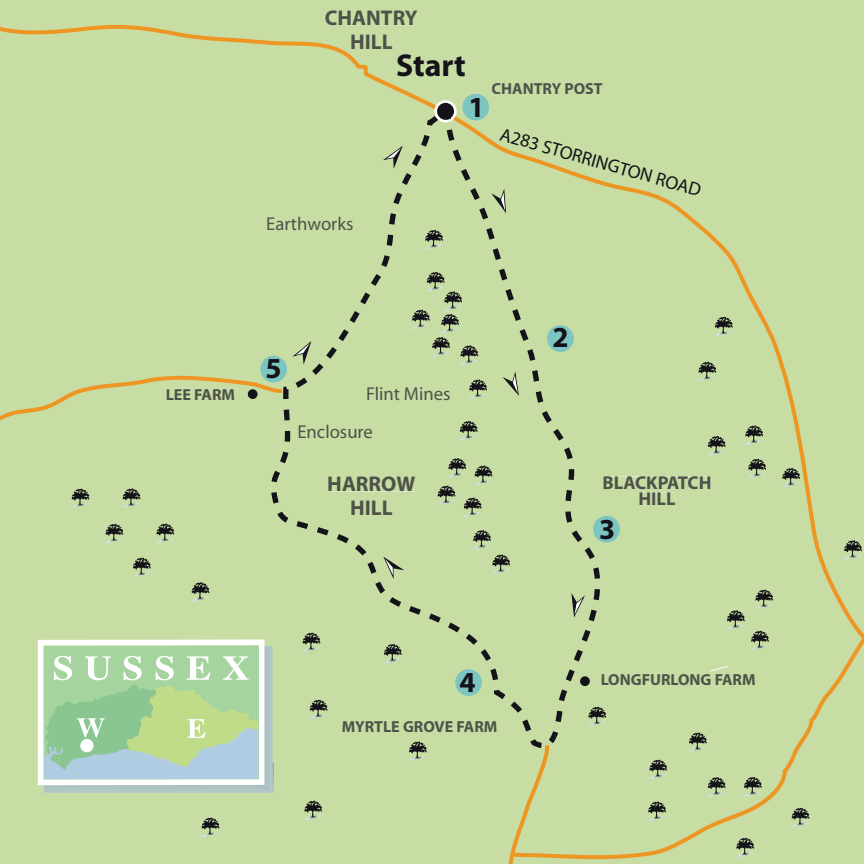 CHANTRY
HILL
Start
CHANTRY POST
1
A283 STORRINGTON ROAD
Earthworks
2
5
LEE FARM
Flint Mines
Enclosure
HARROW
HILL
BLACKPATCH
HILL
3
4
LONGFURLONG FARM
MYRTLE GROVE FARM
SUSSEX
W
E